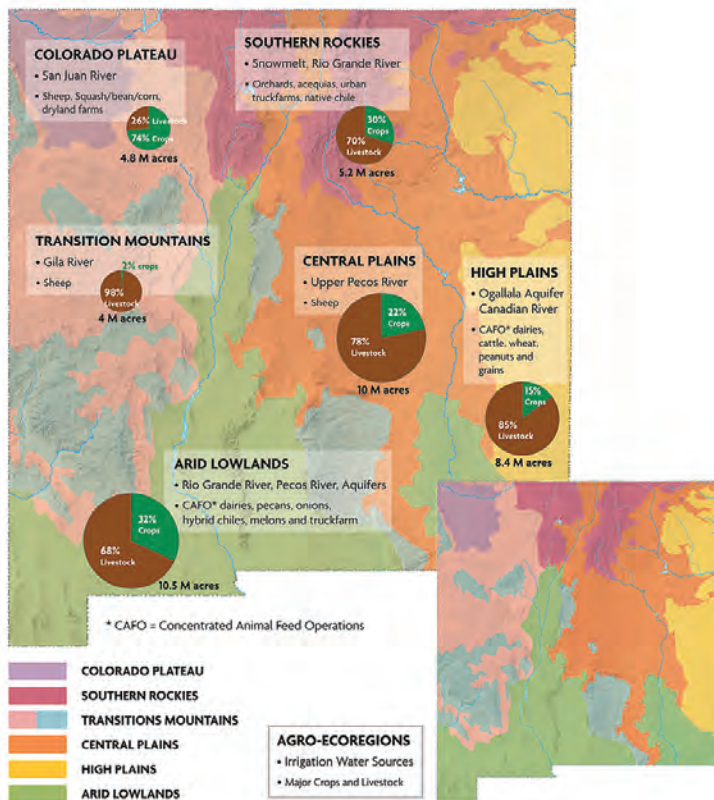 COLORADO PLATEAU
• San Juan River
• Sheep, Squash/bean/corn,
dryland farms
26% Livestock
74% Crops
4.8 M acres
SOUTHERN ROCKIES
• Snowmelt, Rio Grande River
• Orchards, acequias, urban
truckfarms, native chile
30%
Crops
70%
Livestock
5.2 M acres
TRANSITION MOUNTAINS
• Gila River
• Sheep
2% crops
98%
Livestock
4 M acres
CENTRAL PLAINS
• Upper Pecos River
• Sheep
22%
Crops
78%
Livestock
10 M acres
HIGH PLAINS
• Ogallala Aquifer
Canadian River
• CAFO* dairies,
cattle, wheat,
peanuts and
grains
15%
Crops
85%
Livestock
8.4 M acres
ARID LOWLANDS
• Rio Grande River, Pecos River, Aquifers
• CAFO* dairies, pecans, onions,
hybrid chiles, melons and truckfarm
32%
Crops
68%
Livestock
10.5 M acres
* CAFO = Concentrated Animal Feed Operations
COLORADO PLATEAU
SOUTHERN ROCKIES
TRANSITIONS MOUNTAINS
CENTRAL PLAINS
HIGH PLAINS
ARID LOWLANDS
AGRO-ECOREGIONS
• Irrigation Water Sources
• Major Crops and Livestock